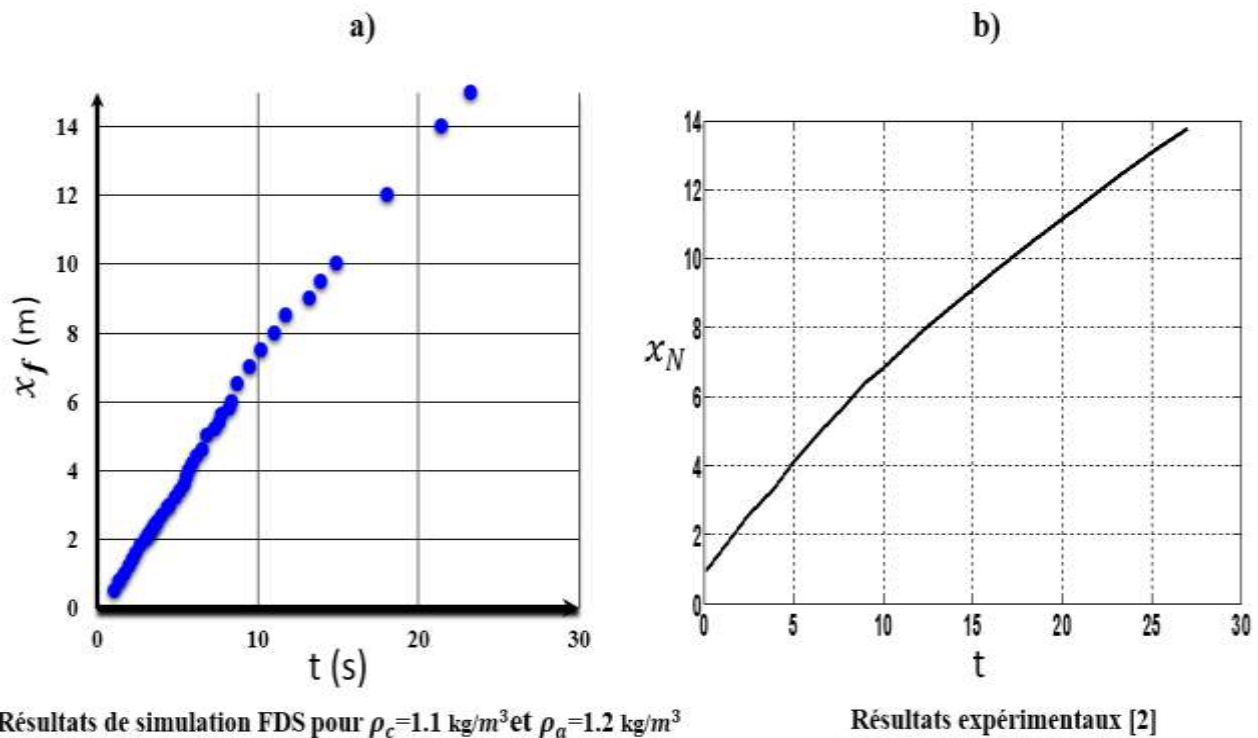 a)
14
12
10
8
6
4
2
0
x_f (m)
0 10 20 30
t (s)
Résultats de simulation FDS pour ρ_c=1.1 kg/m³ et ρ_a=1.2 kg/m³
b)
14
12
10
8
6
4
2
0
x_N
0 5 10 15 20 25 30
t
Résultats expérimentaux [2]